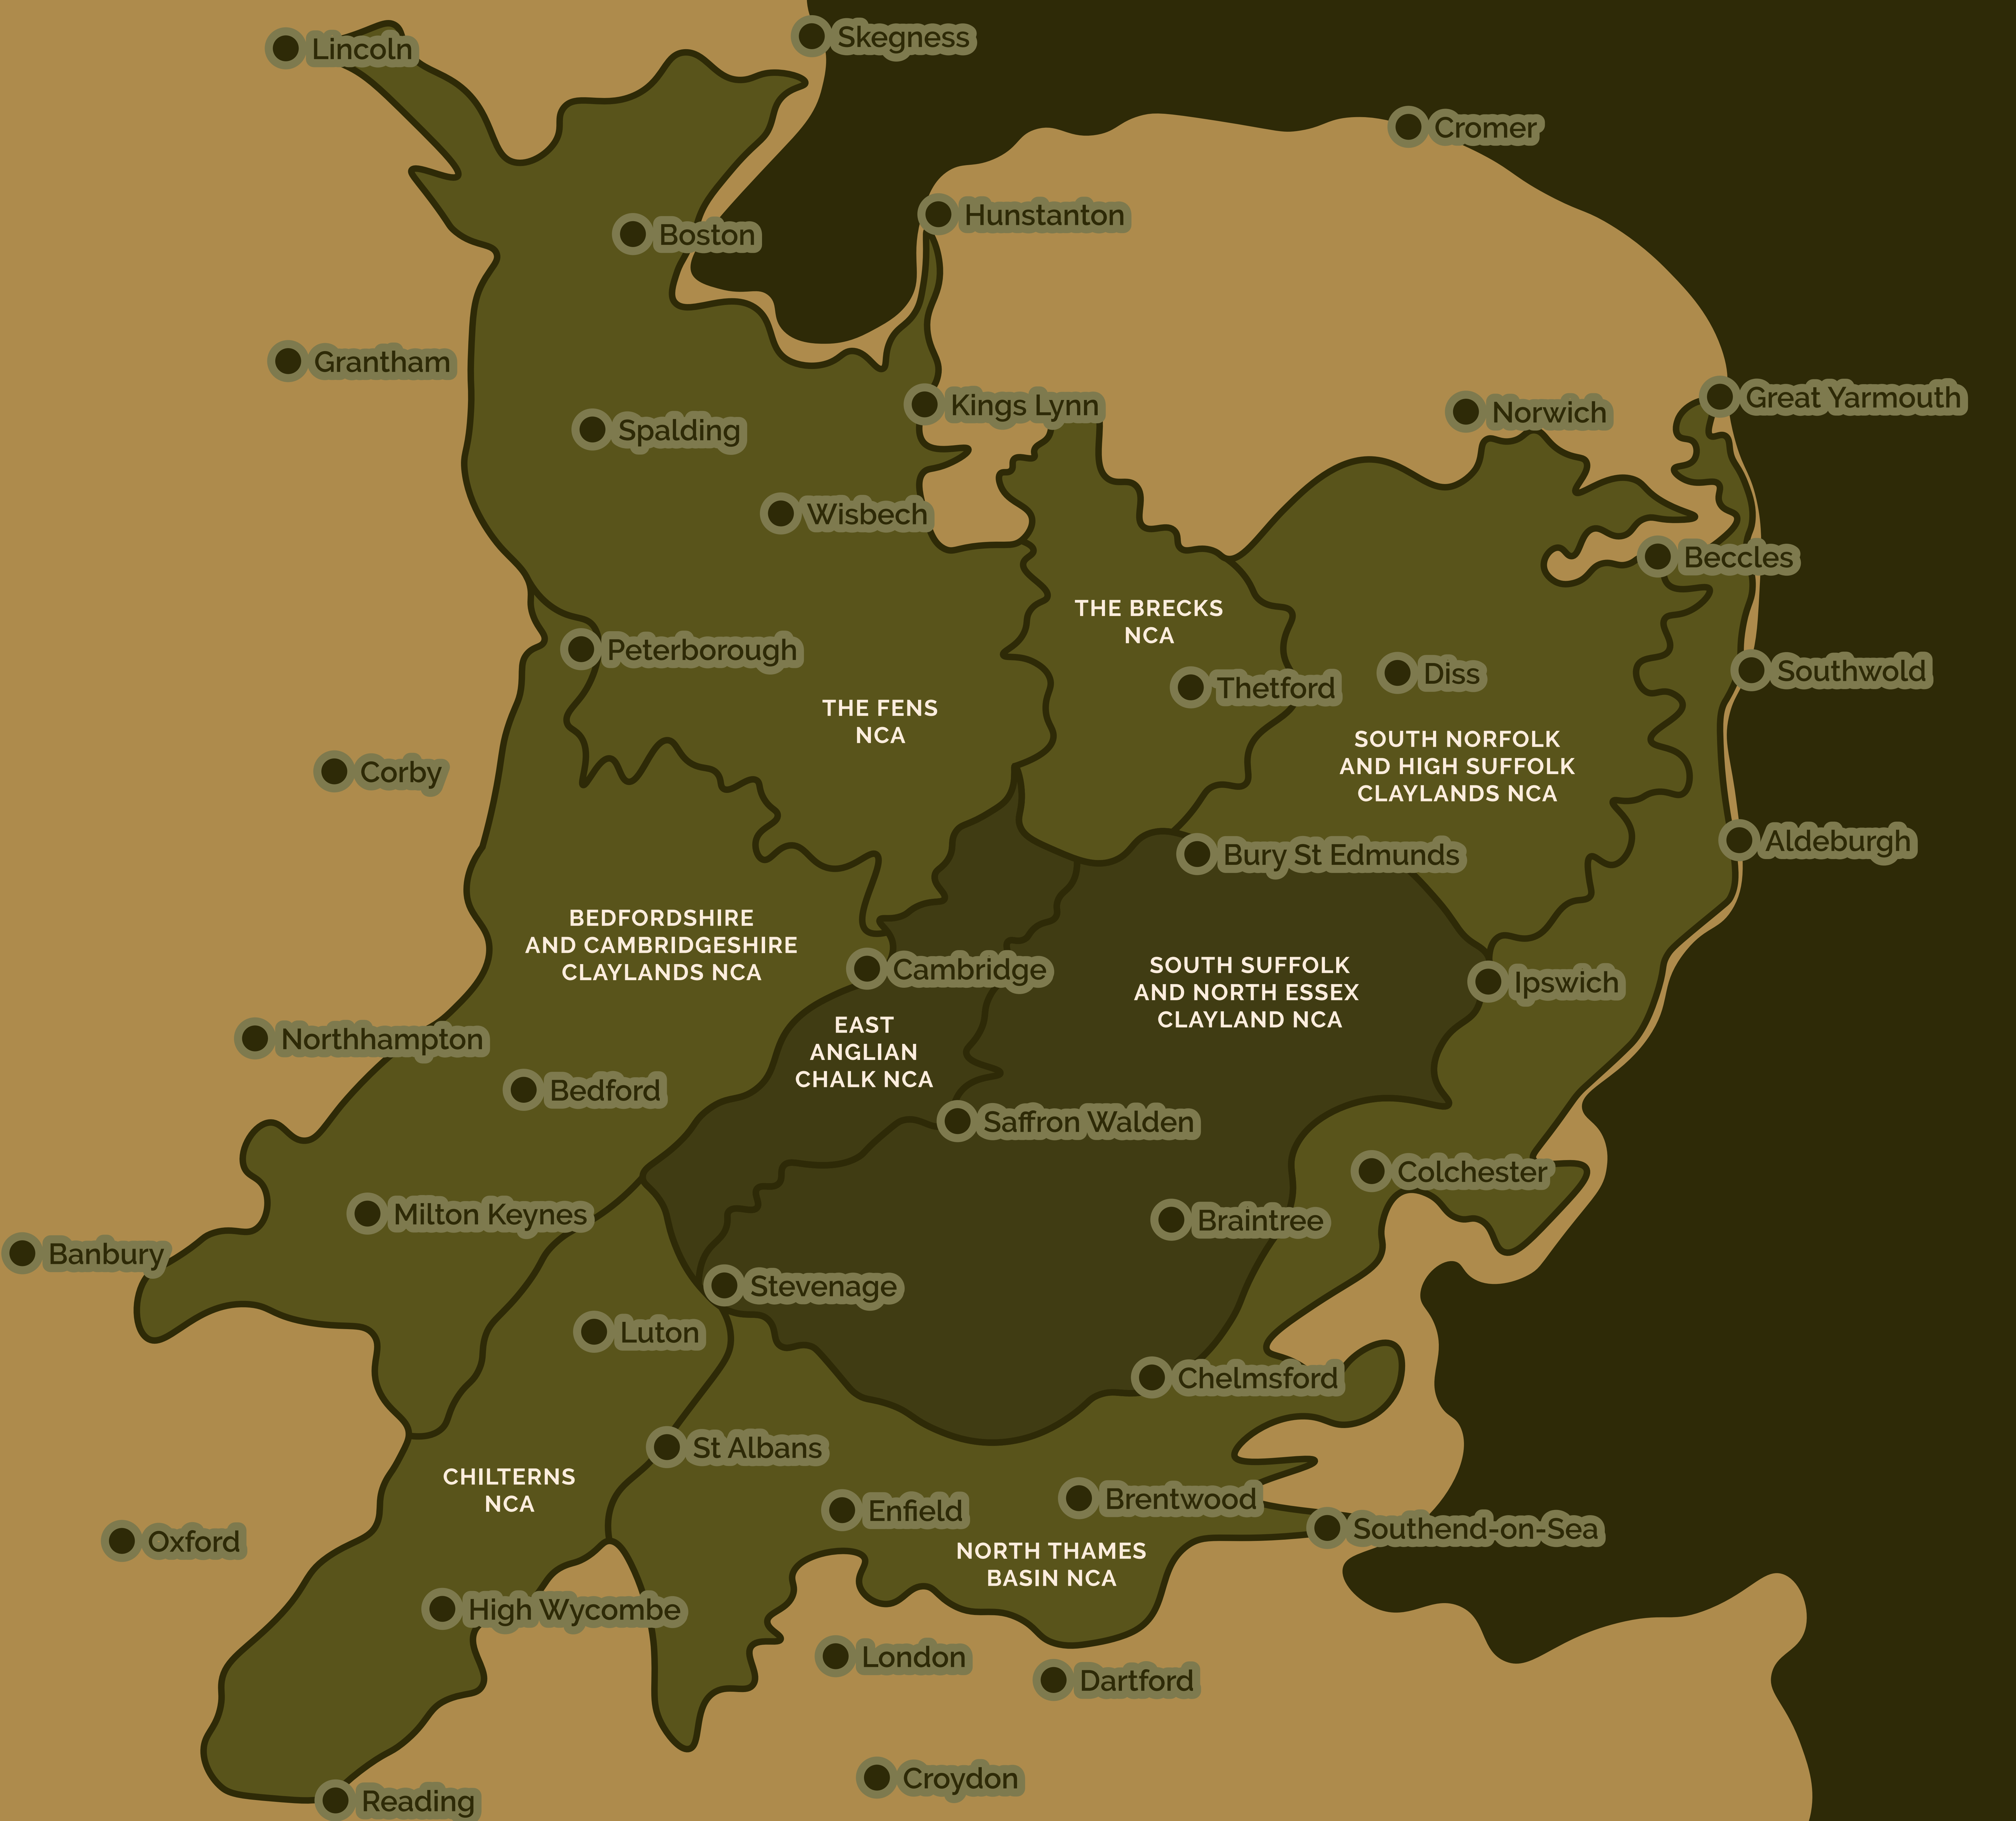 Skegness
Lincoln
Cromer
Hunstanton
Boston
Grantham
Great Yarmouth
Kings Lynn
Norwich
Spalding
Wisbech
Beccles
THE BRECKS
NCA
Peterborough
Southwold
Diss
Thetford
THE FENS
NCA
SOUTH NORFOLK
AND HIGH SUFFOLK
CLAYLANDS NCA
Corby
Aldeburgh
Bury St Edmunds
BEDFORDSHIRE
AND CAMBRIDGESHIRE
CLAYLANDS NCA
Cambridge
SOUTH SUFFOLK
AND NORTH ESSEX
CLAYLAND NCA
Ipswich
EAST
ANGLIAN
CHALK NCA
Northhampton
Bedford
Saffron Walden
Colchester
Milton Keynes
Braintree
Banbury
Stevenage
Luton
Chelmsford
St Albans
CHILTERNS
NCA
Brentwood
Enfield
Southend-on-Sea
Oxford
NORTH THAMES
BASIN NCA
High Wycombe
London
Dartford
Croydon
Reading